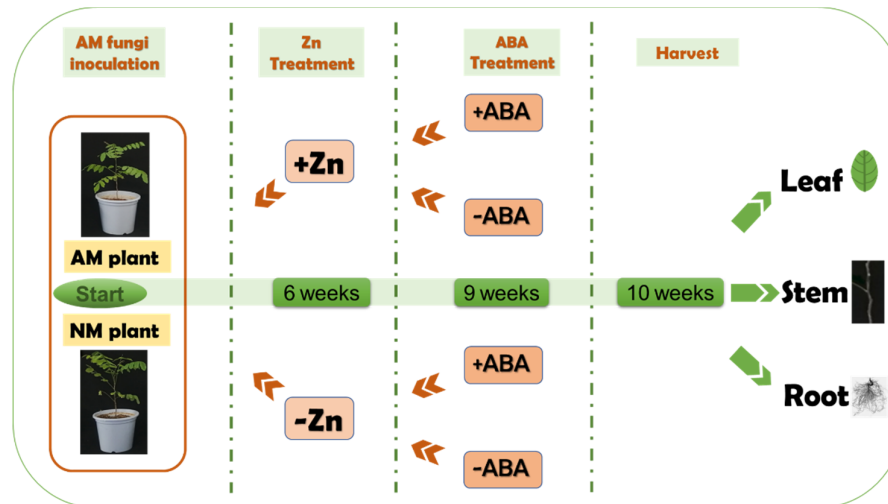 AM fungi
inoculation
Zn
Treatment
ABA
Treatment
Harvest
+ABA
+Zn
-ABA
Leaf
AM plant
Start
6 weeks
9 weeks
10 weeks
Stem
NM plant
+ABA
-Zn
-ABA
Root